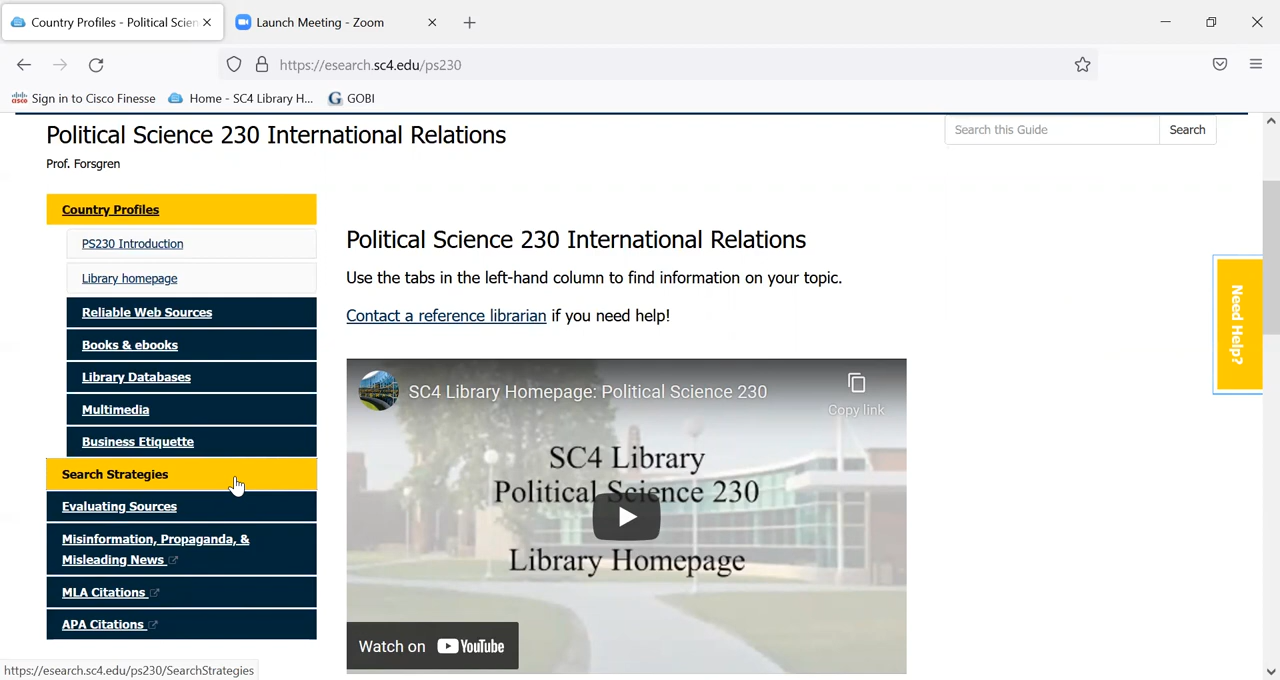 Country Profiles - Political Scien
Launch Meeting - Zoom
https://esearch.sc4.edu/ps230
Sign in to Cisco Finesse
Home - SC4 Library H...
GOBI
Political Science 230 International Relations
Search this Guide
Search
Prof. Forsgren
Country Profiles
PS230 Introduction
Library homepage
Reliable Web Sources
Books & ebooks
Library Databases
Multimedia
Business Etiquette
Search Strategies
Evaluating Sources
Misinformation, Propaganda, &
Misleading News
MLA Citations
APA Citations
Political Science 230 International Relations
Use the tabs in the left-hand column to find information on your topic.
Contact a reference librarian if you need help!
SC4 Library Homepage: Political Science 230
Copy link
SC4 Library
Political Science 230
Library Homepage
Watch on YouTube
Need Help?
https://esearch.sc4.edu/ps230/SearchStrategies